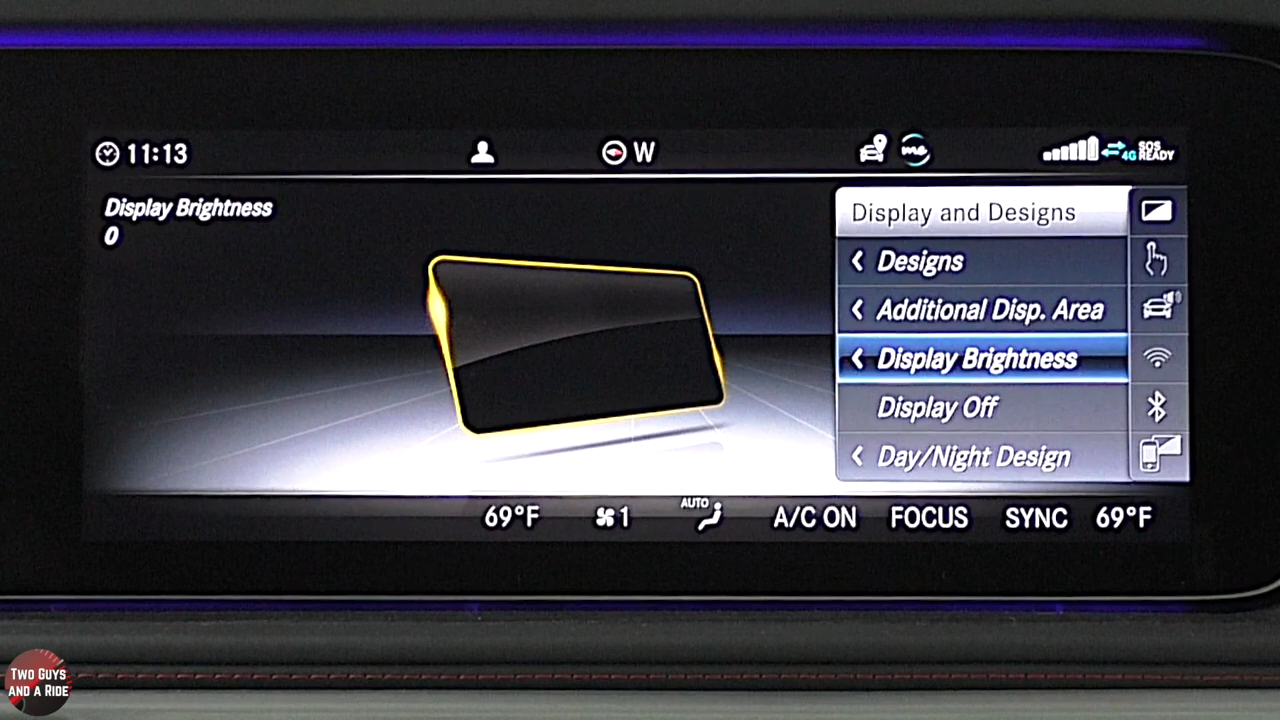 11:13
W
me
4G
SOS
READY
Display Brightness
0
Display and Designs
Designs
Additional Disp. Area
Display Brightness
Display Off
Day/Night Design
69°F
1
AUTO
A/C ON
FOCUS
SYNC
69°F
TWO GUYS
AND A RIDE